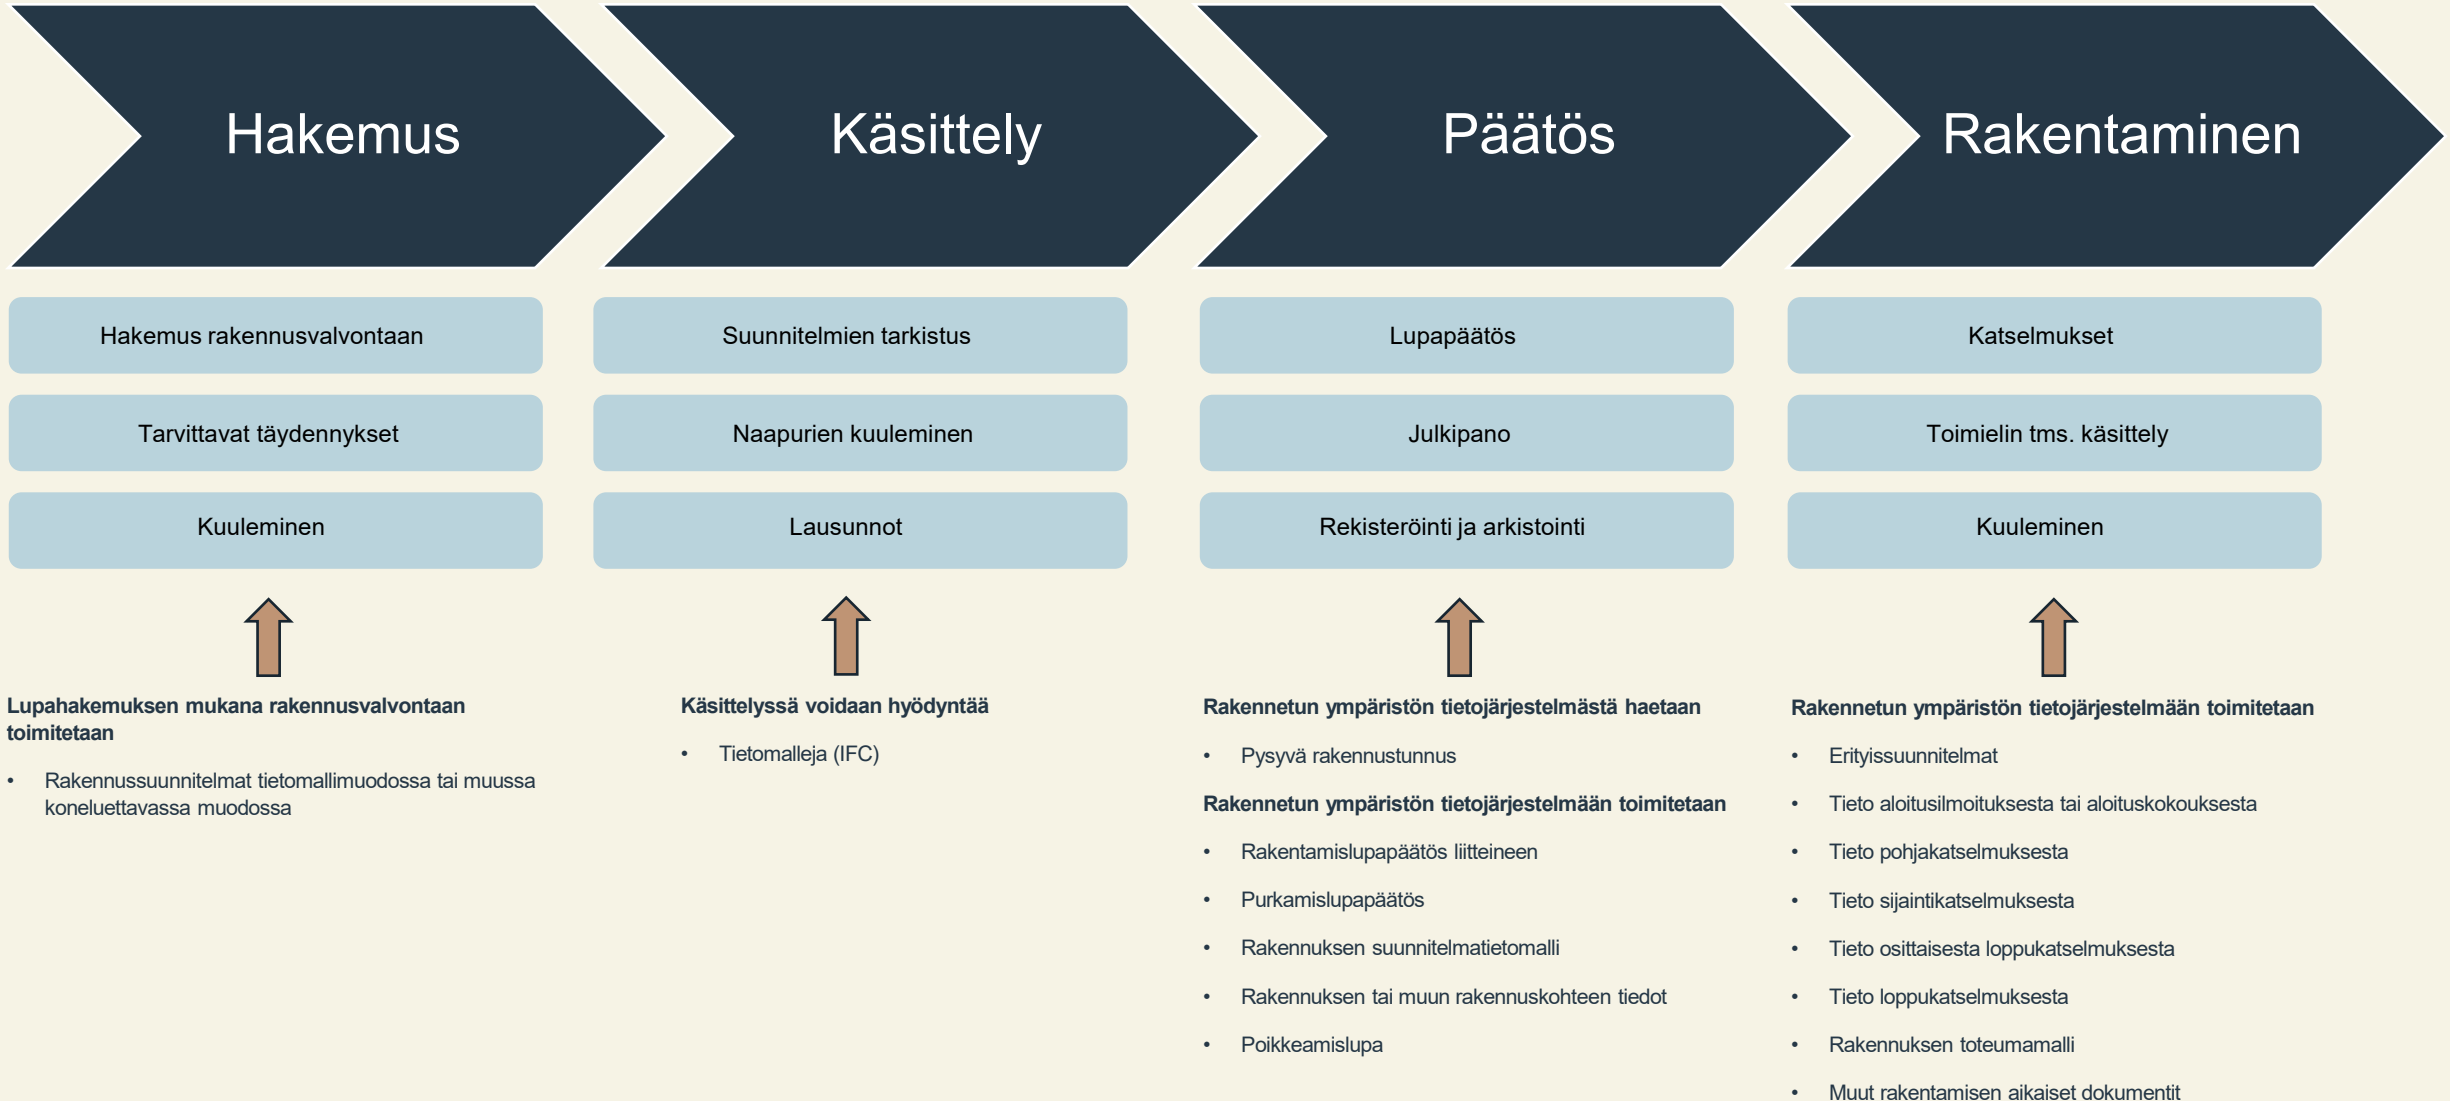 Hakemus
Käsittely
Päätös
Rakentaminen
Hakemus rakennusvalvontaan
Tarvittavat täydennykset
Kuuleminen
Suunnitelmien tarkistus
Naapurien kuuleminen
Lausunnot
Lupapäätös
Julkipano
Rekisteröinti ja arkistointi
Katselmukset
Toimielin tms. käsittely
Kuuleminen
Lupahakemuksen mukana rakennusvalvontaan
toimitetaan
• Rakennussuunnitelmat tietomallimuodossa tai muussa
koneluettavassa muodossa
Käsittelyssä voidaan hyödyntää
• Tietomalleja (IFC)
Rakennetun ympäristön tietojärjestelmästä haetaan
• Pysyvä rakennustunnus
Rakennetun ympäristön tietojärjestelmään toimitetaan
• Rakentamislupapäätös liitteineen
• Purkamislupapäätös
• Rakennuksen suunnitelmatietomalli
• Rakennuksen tai muun rakennuskohteen tiedot
• Poikkeamislupa
Rakennetun ympäristön tietojärjestelmään toimitetaan
• Erityissuunnitelmat
• Tieto aloitusilmoituksesta tai aloituskokouksesta
• Tieto pohjakatselmuksesta
• Tieto sijaintikatselmuksesta
• Tieto osittaisesta loppukatselmuksesta
• Tieto loppukatselmuksesta
• Rakennuksen toteumamalli
• Muut rakentamisen aikaiset dokumentit